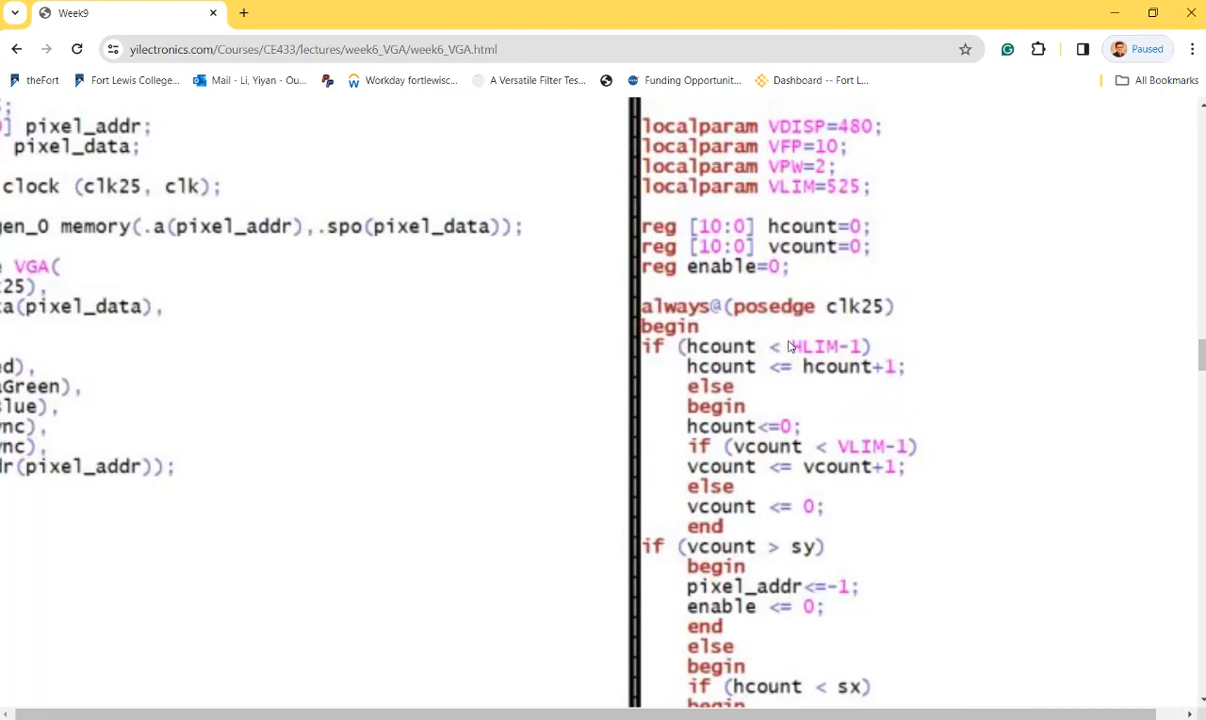 Week9
yilectronics.com/Courses/CE433/lectures/week6_VGA/week6_VGA.html
Paused
theFort
Fort Lewis College...
Mail - Li, Yiyan - Ou...
Workday fortlewisc...
A Versatile Filter Tes...
Funding Opportunit...
Dashboard -- Fort L...
All Bookmarks
;
] pixel_addr;
pixel_data;
clock (clk25, clk);
gen_0 memory(.a(pixel_addr),.spo(pixel_data));
VGA(
25),
ta(pixel_data),
ed),
aGreen),
lue),
nc),
nc),
dr(pixel_addr));
localparam VDISP=480;
localparam VFP=10;
localparam VPW=2;
localparam VLIM=525;
reg [10:0] hcount=0;
reg [10:0] vcount=0;
reg enable=0;
always@(posedge clk25)
begin
if (hcount < HLIM-1)
hcount <= hcount+1;
else
begin
hcount<=0;
if (vcount < VLIM-1)
vcount <= vcount+1;
else
vcount <= 0;
end
if (vcount > sy)
begin
pixel_addr<=-1;
enable <= 0;
end
else
begin
if (hcount < sx)
begin